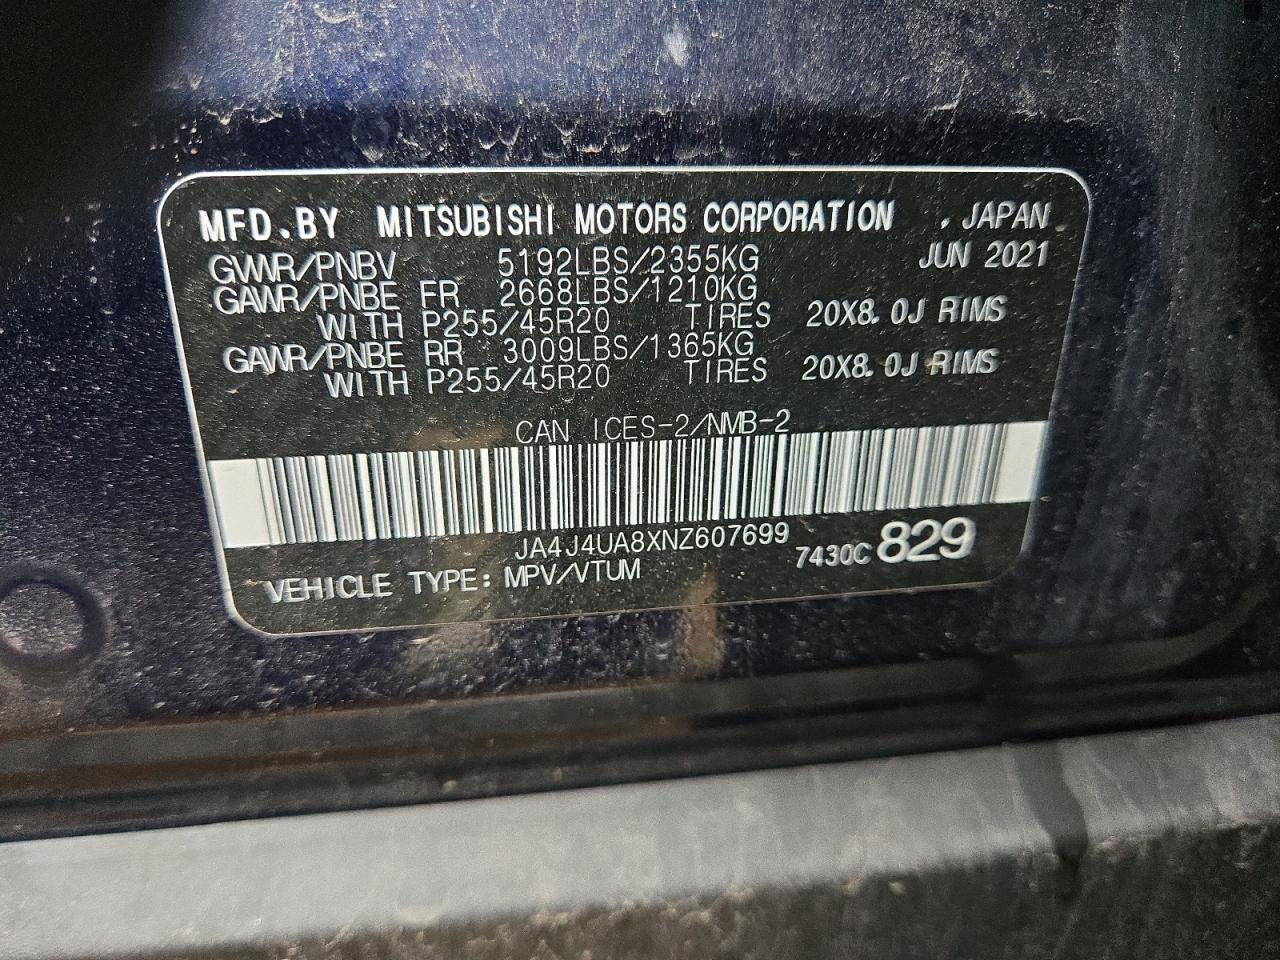 MFD.BY MITSUBISHI MOTORS CORPORATION , JAPAN
GVWR/PNBV 5192LBS/2355KG JUN 2021
GAWR/PNBE FR 2668LBS/1210KG
WITH P255/45R20 TIRES 20X8.0J RIMS
GAWR/PNBE RR 3009LBS/1365KG
WITH P255/45R20 TIRES 20X8.0J RIMS
CAN ICES-2/NMB-2
JA4J4UA8XNZ607699
VEHICLE TYPE: MPV/VTUM 7430C 829